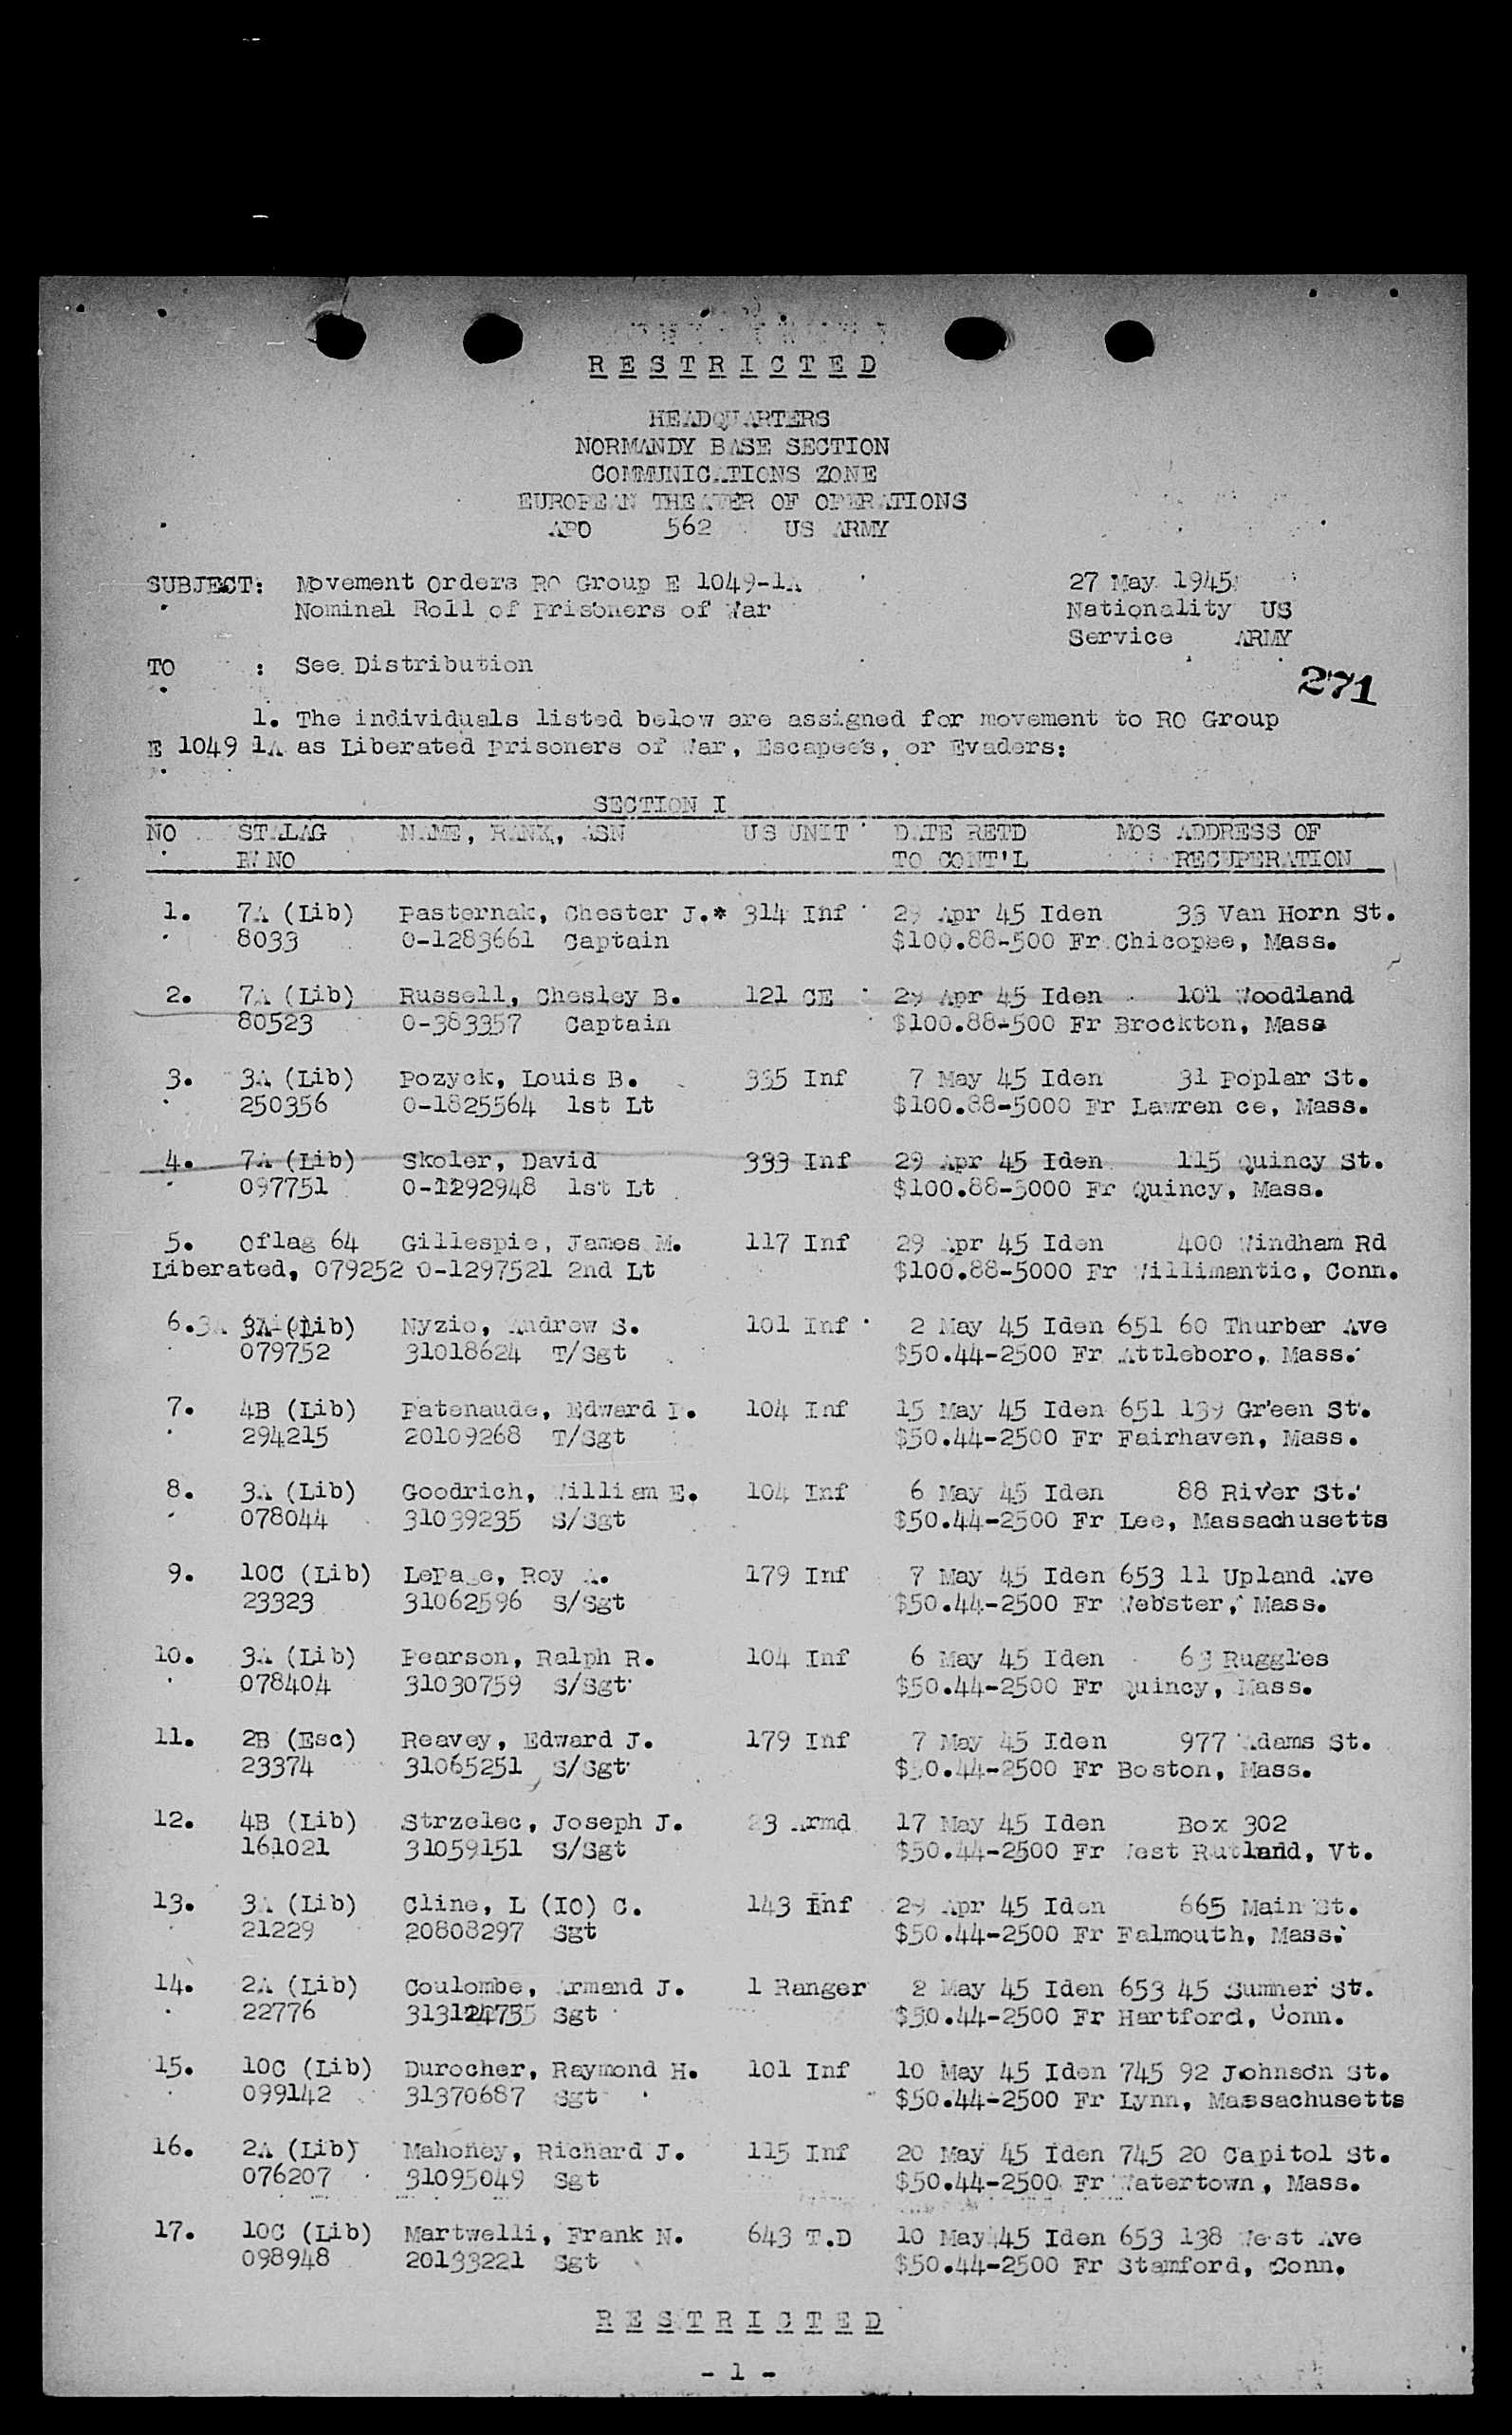 RESTRICTED
HEADQUARTERS
NORMANDY BASE SECTION
COMMUNICATIONS ZONE
EUROPEAN THEATER OF OPERATIONS
APO 562 US ARMY
SUBJECT: Movement Orders RO Group E 1049-1A 27 May 1945
Nominal Roll of Prisoners of War Nationality US
Service ARMY
TO : See Distribution
271
1. The individuals listed below are assigned for movement to RO Group
E 1049 1A as Liberated Prisoners of War, Escapees, or Evaders:
SECTION I
NO STALAG NAME, RANK, ASN US UNIT DATE RETD MOS ADDRESS OF
PW NO TO CONT'L RECUPERATION
1. 7A (Lib) Pasternak, Chester J.* 314 Inf 29 Apr 45 Iden 33 Van Horn St.
8033 0-1283661 Captain $100.88-500 Fr Chicopee, Mass.
2. 7A (Lib) Russell, Chesley B. 121 CE 29 Apr 45 Iden 101 Woodland
80523 0-383357 Captain $100.88-500 Fr Brockton, Mass
3. 3A (Lib) Pozyck, Louis B. 335 Inf 7 May 45 Iden 31 Poplar St.
250356 0-1825564 1st Lt $100.88-5000 Fr Lawren ce, Mass.
4. 7A (Lib) Skoler, David 333 Inf 29 Apr 45 Iden 115 Quincy St.
097751 0-1292948 1st Lt $100.88-5000 Fr Quincy, Mass.
5. Oflag 64 Gillespie, James M. 117 Inf 29 Apr 45 Iden 400 Windham Rd
Liberated, 079252 0-1297521 2nd Lt $100.88-5000 Fr Willimantic, Conn.
6. 3A 3A (Lib) Nyzio, Andrew S. 101 Inf 2 May 45 Iden 651 60 Thurber Ave
079752 31018624 T/Sgt $50.44-2500 Fr Attleboro, Mass.
7. 4B (Lib) Patenaude, Edward P. 104 Inf 15 May 45 Iden 651 139 Green St.
294215 20109268 T/Sgt $50.44-2500 Fr Fairhaven, Mass.
8. 3A (Lib) Goodrich, William E. 104 Inf 6 May 45 Iden 88 River St.
078044 31039235 S/Sgt $50.44-2500 Fr Lee, Massachusetts
9. 10C (Lib) LePage, Roy A. 179 Inf 7 May 45 Iden 653 11 Upland Ave
23323 31062596 S/Sgt $50.44-2500 Fr Webster, Mass.
10. 3A (Lib) Pearson, Ralph R. 104 Inf 6 May 45 Iden 63 Ruggles
078404 31030759 S/Sgt $50.44-2500 Fr Quincy, Mass.
11. 2B (Esc) Reavey, Edward J. 179 Inf 7 May 45 Iden 977 Adams St.
23374 31065251 S/Sgt $50.44-2500 Fr Boston, Mass.
12. 4B (Lib) Strzelec, Joseph J. 23 Armd 17 May 45 Iden Box 302
161021 31059151 S/Sgt $50.44-2500 Fr West Rutland, Vt.
13. 3A (Lib) Cline, L (IO) C. 143 Inf 29 Apr 45 Iden 665 Main St.
21229 20808297 Sgt $50.44-2500 Fr Falmouth, Mass.
14. 2A (Lib) Coulombe, Armand J. 1 Ranger 2 May 45 Iden 653 45 Sumner St.
22776 Sgt $50.44-2500 Fr Hartford, Conn.
15. 10C (Lib) Durocher, Raymond H. 101 Inf 10 May 45 Iden 745 92 Johnson St.
099142 31370687 Sgt $50.44-2500 Fr Lynn, Massachusetts
16. 2A (Lib) Mahoney, Richard J. 115 Inf 20 May 45 Iden 745 20 Capitol St.
076207 31095049 Sgt $50.44-2500 Fr Watertown, Mass.
17. 10C (Lib) Martwelli, Frank N. 643 T.D 10 May 45 Iden 653 138 West Ave
098948 20133221 Sgt $50.44-2500 Fr Stamford, Conn.
RESTRICTED
- 1 -